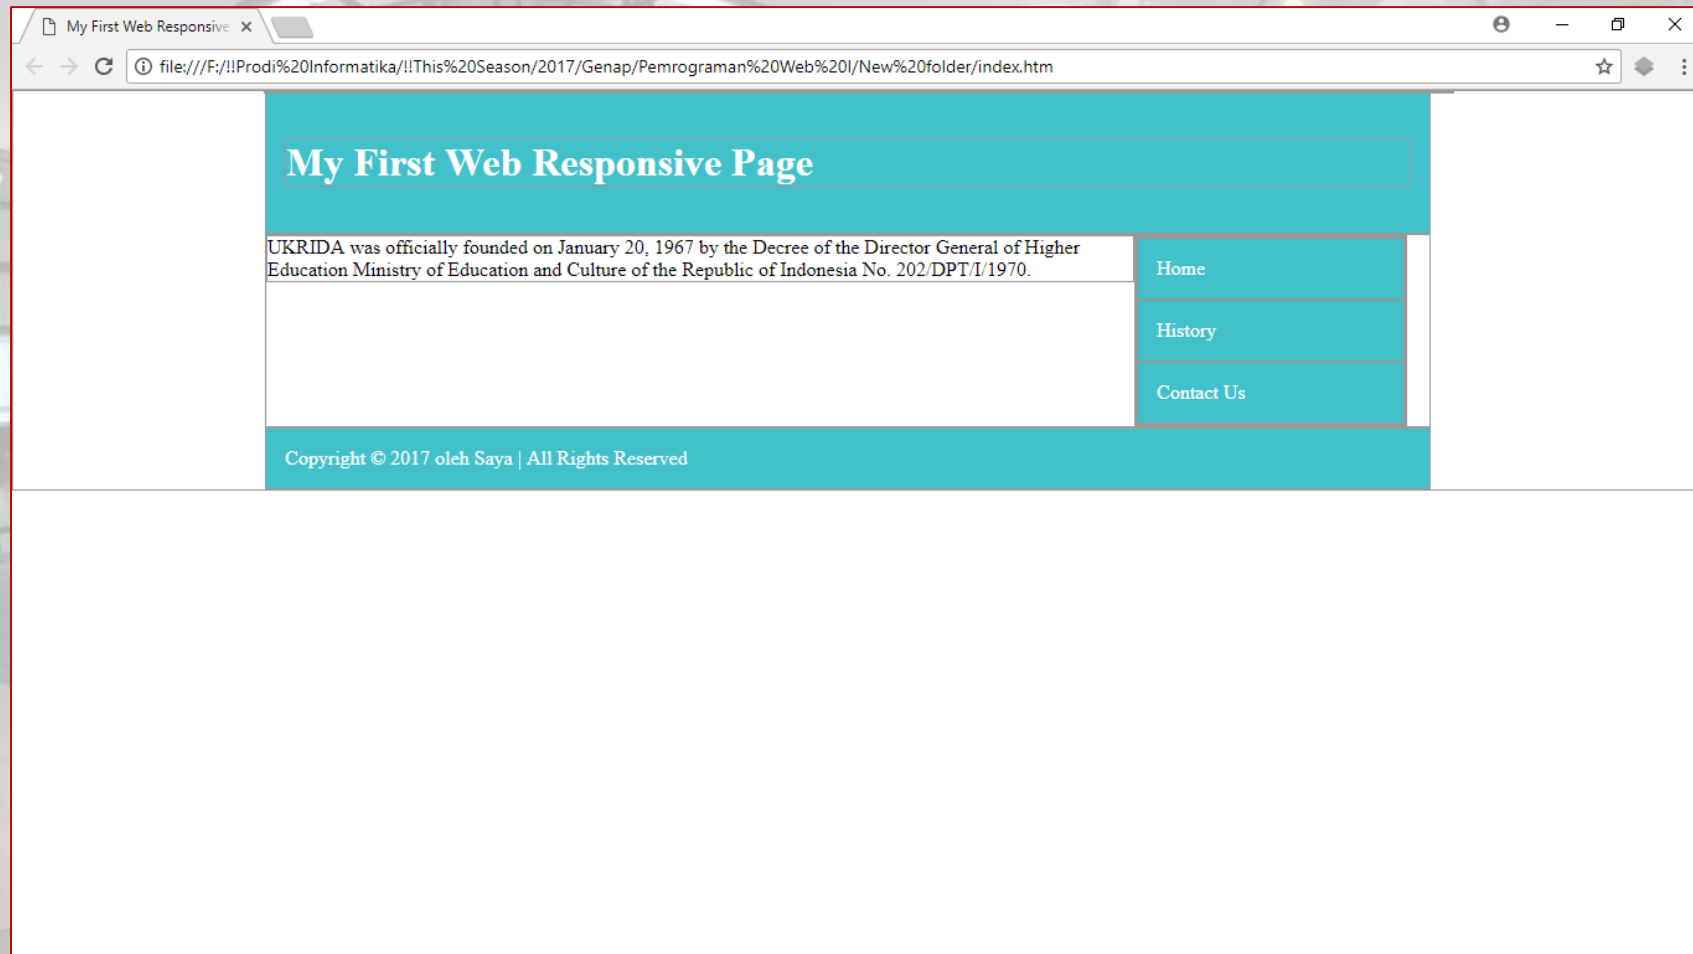 My First Web Responsive
file:///F:/!!Prodi%20Informatika/!!This%20Season/2017/Genap/Pemrograman%20Web%20I/New%20folder/index.htm
My First Web Responsive Page
UKRIDA was officially founded on January 20, 1967 by the Decree of the Director General of Higher
Education Ministry of Education and Culture of the Republic of Indonesia No. 202/DPT/I/1970.
Home
History
Contact Us
Copyright © 2017 oleh Saya | All Rights Reserved